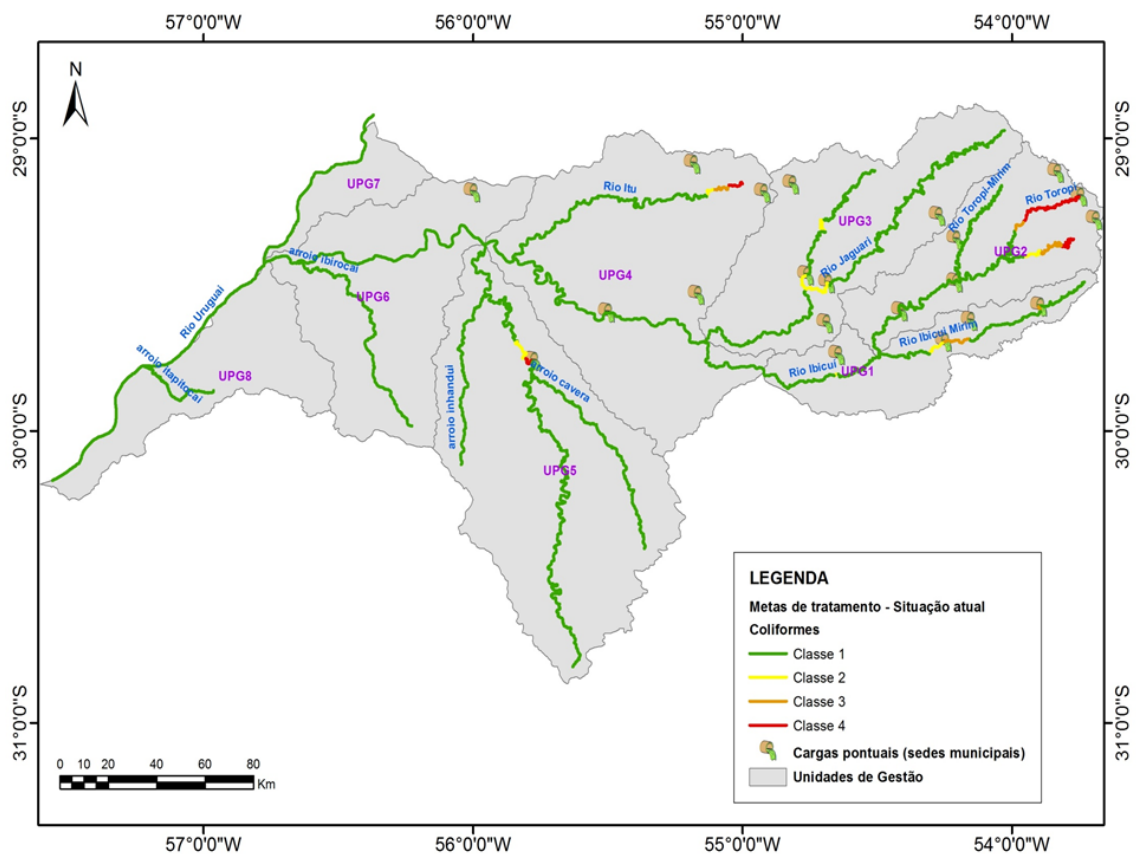 57°0'0"W
56°0'0"W
55°0'0"W
54°0'0"W
N
29°0'0"S
29°0'0"S
UPG7
Rio Itu
Rio Toropi-Mirim
Rio Toropi
UPG3
Rio Jaguari
UPG2
arroio Ibirocai
UPG4
UPG6
Rio Uruguai
Rio Ibicui Mirim
arroio itapitocai
UPG8
arroio inhandui
arroio cavera
Rio Ibicui
UPG1
30°0'0"S
30°0'0"S
UPG5
LEGENDA
Metas de tratamento - Situação atual
Coliformes
Classe 1
Classe 2
Classe 3
Classe 4
Cargas pontuais (sedes municipais)
Unidades de Gestão
31°0'0"S
31°0'0"S
0 10 20 40 60 80
Km
57°0'0"W
56°0'0"W
55°0'0"W
54°0'0"W